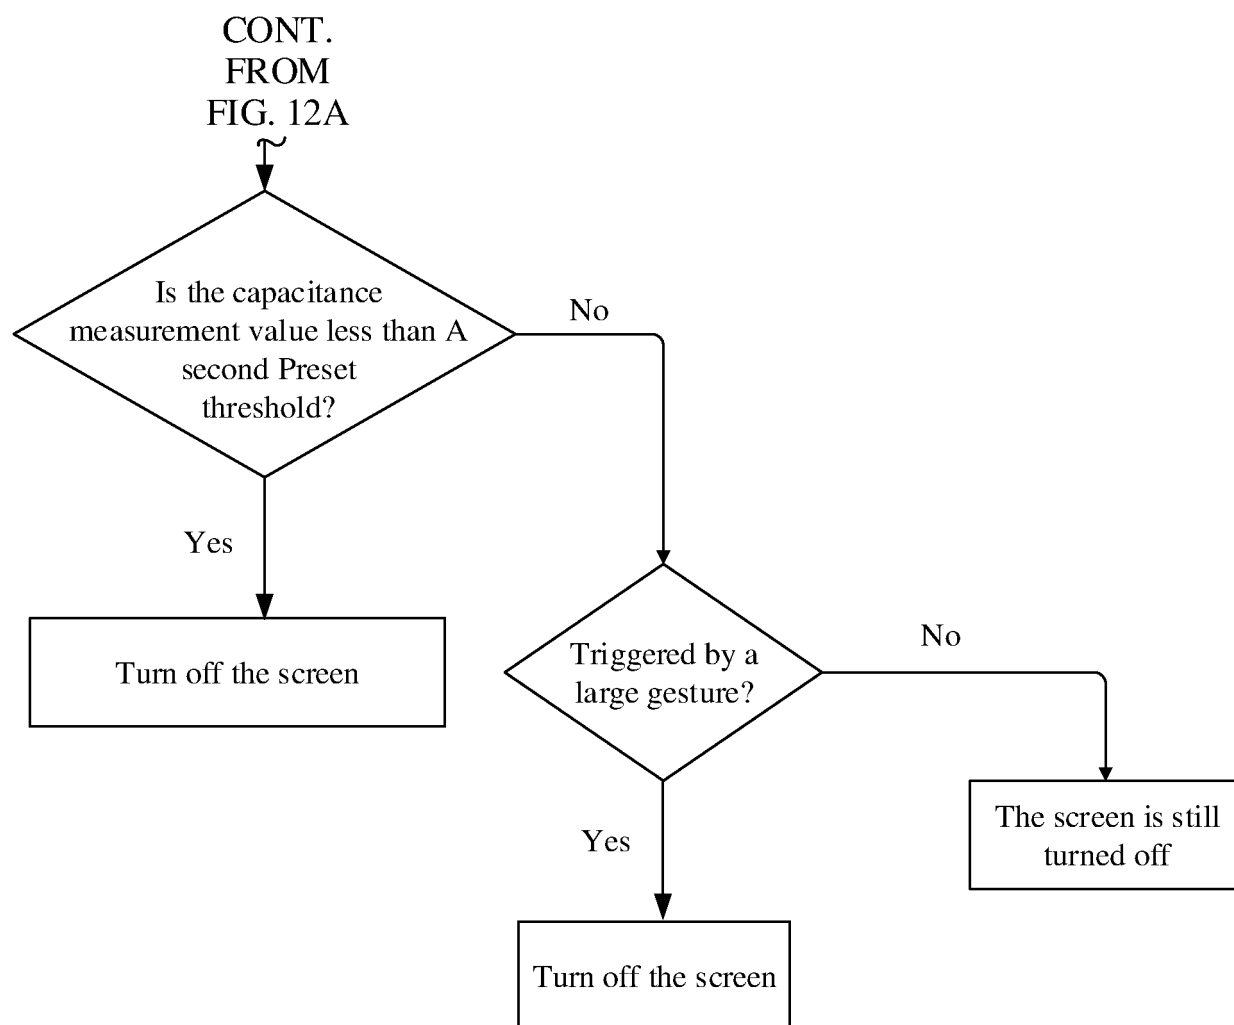 CONT.
FROM
FIG. 12A
Is the capacitance
measurement value less than A
second Preset
threshold?
No
Yes
Turn off the screen
Triggered by a
large gesture?
No
Yes
The screen is still
turned off
Turn off the screen